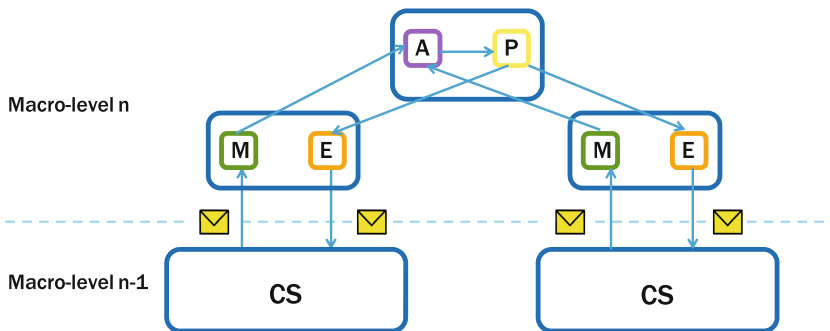 A P
Macro-level n
M E M E
Macro-level n-1
CS CS